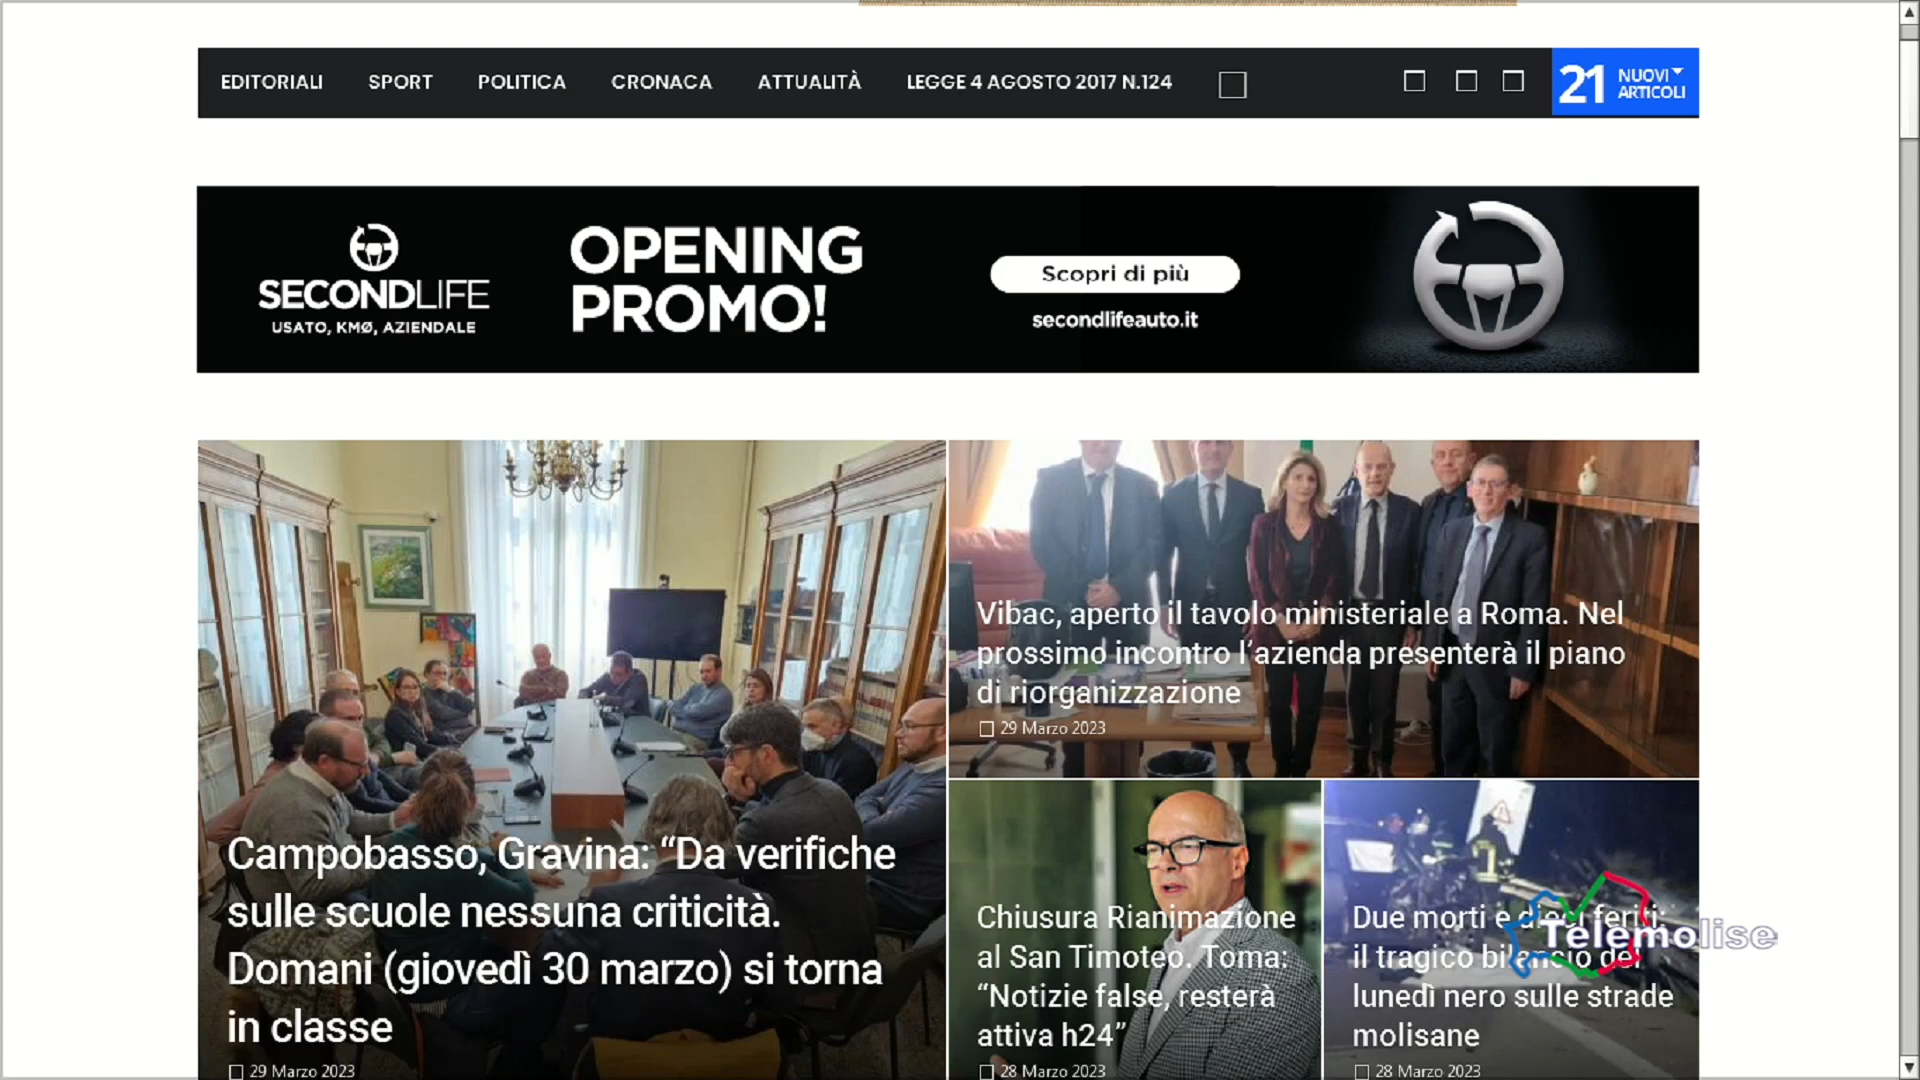 EDITORIALI SPORT POLITICA CRONACA ATTUALITÀ LEGGE 4 AGOSTO 2017 N.124
21 NUOVI
ARTICOLI
SECONDLIFE
USATO, KMØ, AZIENDALE
OPENING
PROMO!
Scopri di più
secondlifeauto.it
Campobasso, Gravina: “Da verifiche
sulle scuole nessuna criticità.
Domani (giovedì 30 marzo) si torna
in classe
29 Marzo 2023
Vibac, aperto il tavolo ministeriale a Roma. Nel
prossimo incontro l’azienda presenterà il piano
di riorganizzazione
29 Marzo 2023
Chiusura Rianimazione
al San Timoteo. Toma:
“Notizie false, resterà
attiva h24”
28 Marzo 2023
Due morti e dieci feriti:
il tragico bilancio del
lunedì nero sulle strade
molisane
28 Marzo 2023
Telemolise